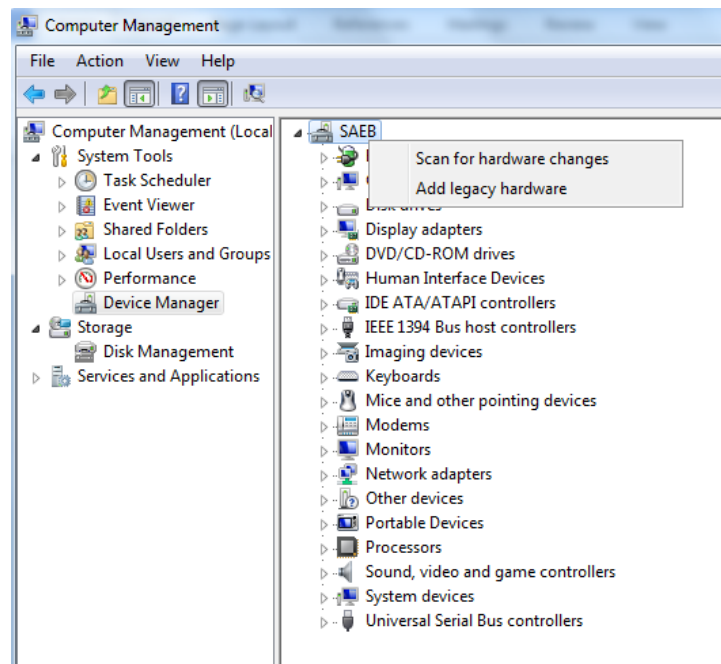 Computer Management
File Action View Help
Computer Management (Local
System Tools
Task Scheduler
Event Viewer
Shared Folders
Local Users and Groups
Performance
Device Manager
Storage
Disk Management
Services and Applications
SAEB
Scan for hardware changes
Add legacy hardware
Disk drives
Display adapters
DVD/CD-ROM drives
Human Interface Devices
IDE ATA/ATAPI controllers
IEEE 1394 Bus host controllers
Imaging devices
Keyboards
Mice and other pointing devices
Modems
Monitors
Network adapters
Other devices
Portable Devices
Processors
Sound, video and game controllers
System devices
Universal Serial Bus controllers